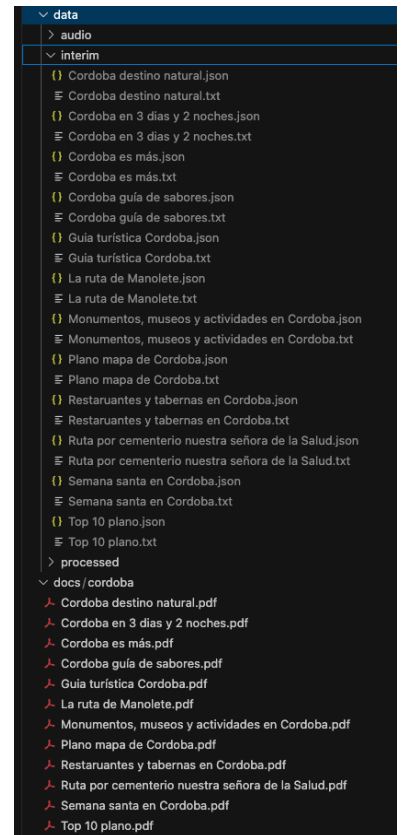 data
audio
interim
Cordoba destino natural.json
Cordoba destino natural.txt
Cordoba en 3 dias y 2 noches.json
Cordoba en 3 dias y 2 noches.txt
Cordoba es más.json
Cordoba es más.txt
Cordoba guía de sabores.json
Cordoba guía de sabores.txt
Guia turística Cordoba.json
Guia turística Cordoba.txt
La ruta de Manolete.json
La ruta de Manolete.txt
Monumentos, museos y actividades en Cordoba.json
Monumentos, museos y actividades en Cordoba.txt
Plano mapa de Cordoba.json
Plano mapa de Cordoba.txt
Restaruantes y tabernas en Cordoba.json
Restaruantes y tabernas en Cordoba.txt
Ruta por cementerio nuestra señora de la Salud.json
Ruta por cementerio nuestra señora de la Salud.txt
Semana santa en Cordoba.json
Semana santa en Cordoba.txt
Top 10 plano.json
Top 10 plano.txt
processed
docs/cordoba
Cordoba destino natural.pdf
Cordoba en 3 dias y 2 noches.pdf
Cordoba es más.pdf
Cordoba guía de sabores.pdf
Guia turística Cordoba.pdf
La ruta de Manolete.pdf
Monumentos, museos y actividades en Cordoba.pdf
Plano mapa de Cordoba.pdf
Restaruantes y tabernas en Cordoba.pdf
Ruta por cementerio nuestra señora de la Salud.pdf
Semana santa en Cordoba.pdf
Top 10 plano.pdf